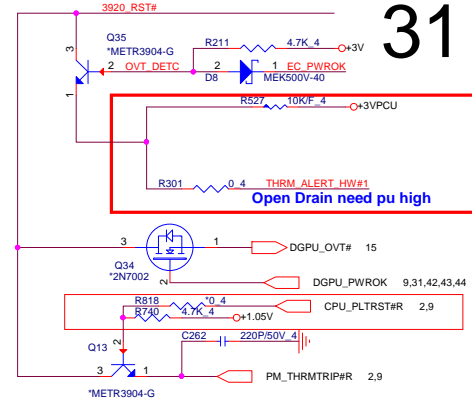 3920_RST#
31
Q35
*METR3904-G
3
2
1
OVT_DETC
R211
4.7K_4
+3V
2
1
EC_PWROK
D8
MEK500V-40
R527
10K/F_4
+3VPCU
R301
0_4
THRM_ALERT_HW#1
Open Drain need pu high
3
1
DGPU_OVT# 15
Q34
*2N7002
2
DGPU_PWROK 9,31,42,43,44
R818
*0_4
CPU_PLTRST#R 2,9
R740
4.7K_4
+1.05V
2
Q13
C262
220P/50V_4
3
1
PM_THRMTRIP#R 2,9
*METR3904-G